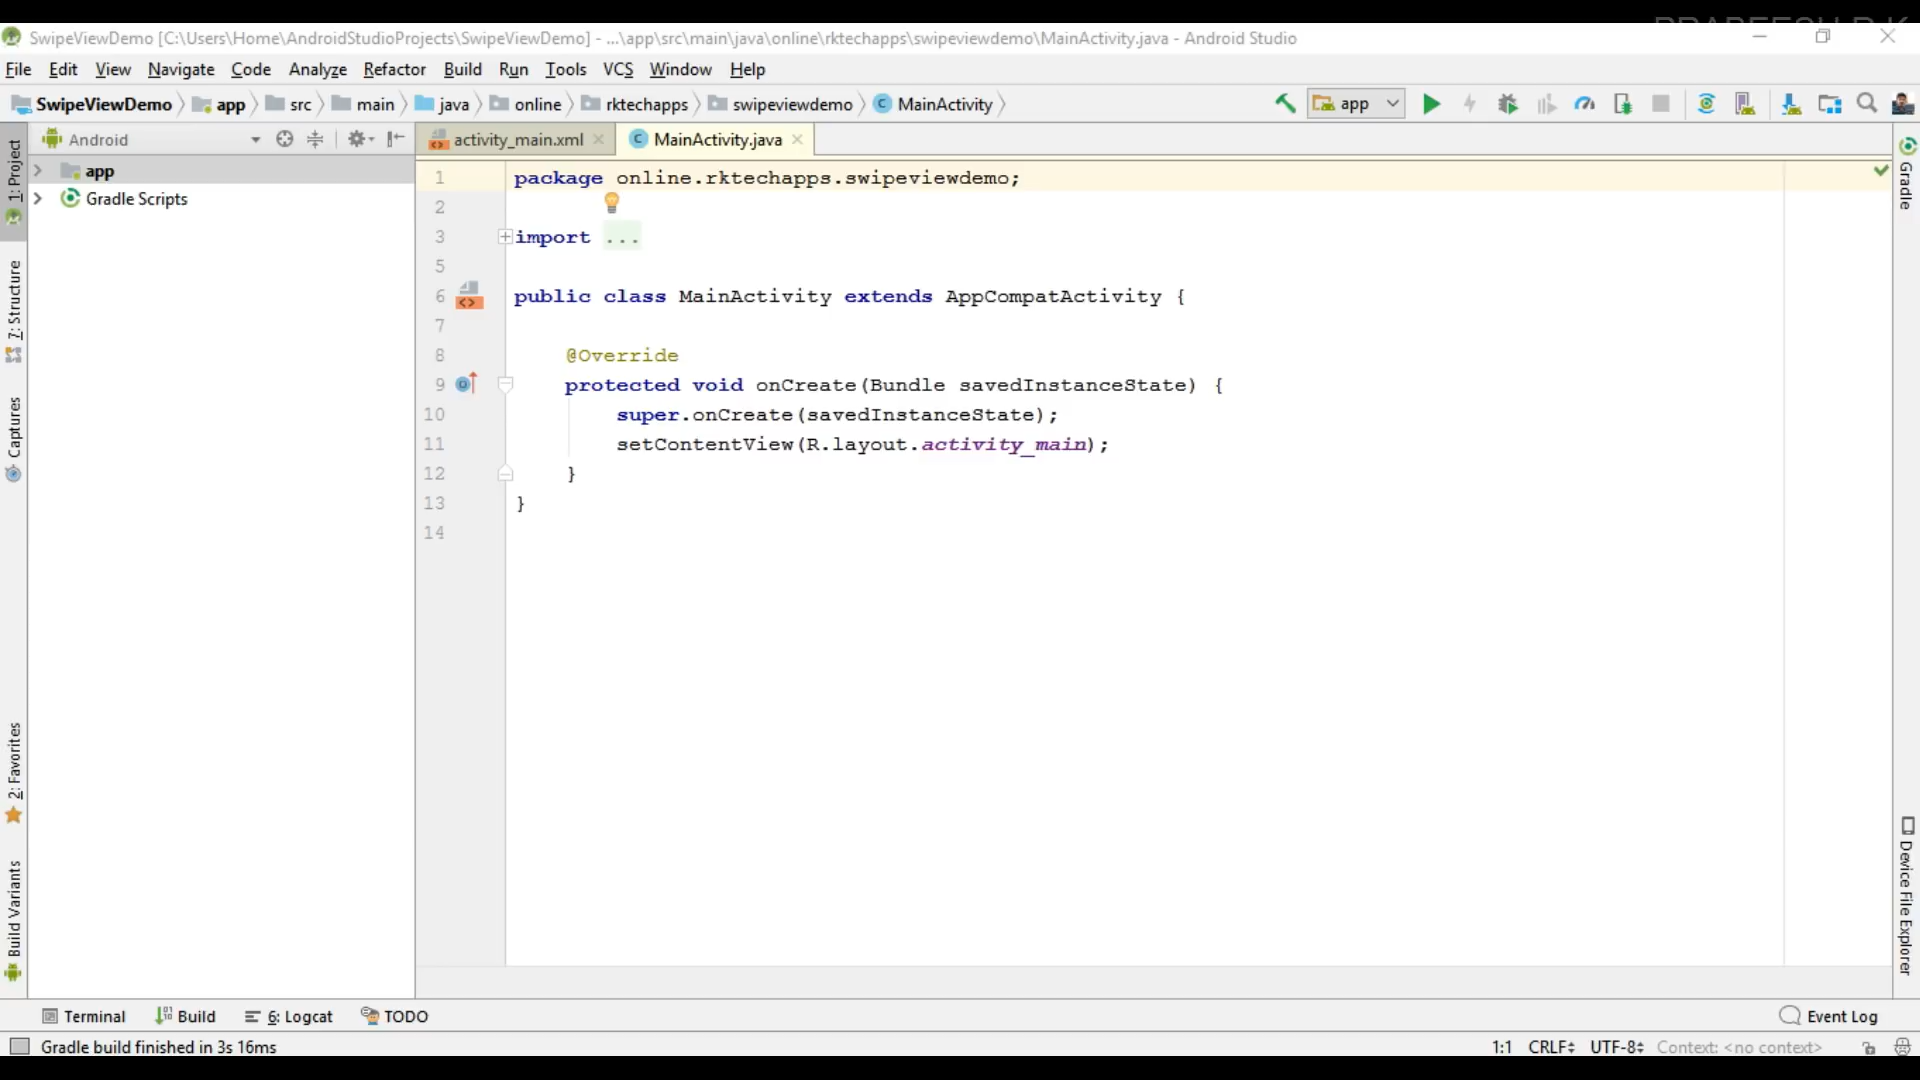 PRABEESH R K
SwipeViewDemo [C:\Users\Home\AndroidStudioProjects\SwipeViewDemo] - ...\app\src\main\java\online\rktechapps\swipeviewdemo\MainActivity.java - Android Studio
File Edit View Navigate Code Analyze Refactor Build Run Tools VCS Window Help
SwipeViewDemo app src main java online rktechapps swipeviewdemo MainActivity app
Android
activity_main.xml MainActivity.java
1: Project
7: Structure
Captures
2: Favorites
Build Variants
app
Gradle Scripts
1 package online.rktechapps.swipeviewdemo;
2
3 import ...
5
6 public class MainActivity extends AppCompatActivity {
7
8 @Override
9 protected void onCreate(Bundle savedInstanceState) {
10 super.onCreate(savedInstanceState);
11 setContentView(R.layout.activity_main);
12 }
13 }
14
Gradle
Device File Explorer
Terminal Build 6: Logcat TODO Event Log
Gradle build finished in 3s 16ms 1:1 CRLF UTF-8 Context: <no context>